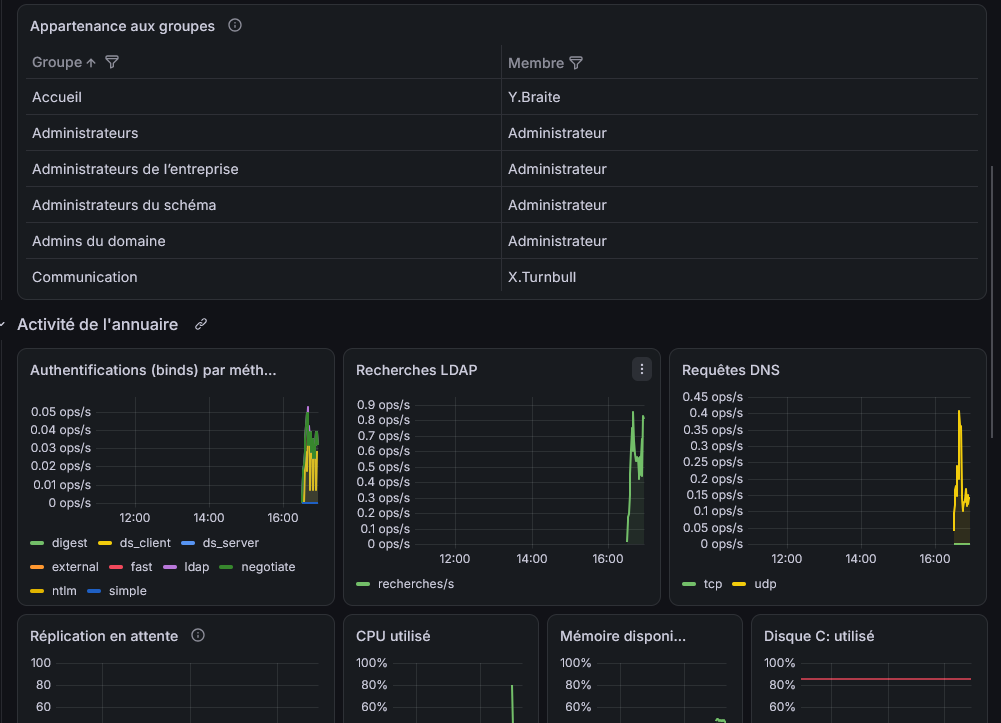 Appartenance aux groupes
Groupe Membre
Accueil Y.Braite
Administrateurs Administrateur
Administrateurs de l'entreprise Administrateur
Administrateurs du schéma Administrateur
Admins du domaine Administrateur
Communication X.Turnbull
Activité de l'annuaire
Authentifications (binds) par méth...
0.05 ops/s
0.04 ops/s
0.03 ops/s
0.02 ops/s
0.01 ops/s
0 ops/s
12:00 14:00 16:00
digest ds_client ds_server
external fast ldap negotiate
ntlm simple
Recherches LDAP
0.9 ops/s
0.8 ops/s
0.7 ops/s
0.6 ops/s
0.5 ops/s
0.4 ops/s
0.3 ops/s
0.2 ops/s
0.1 ops/s
0 ops/s
12:00 14:00 16:00
recherches/s
Requêtes DNS
0.45 ops/s
0.4 ops/s
0.35 ops/s
0.3 ops/s
0.25 ops/s
0.2 ops/s
0.15 ops/s
0.1 ops/s
0.05 ops/s
0 ops/s
12:00 14:00 16:00
tcp udp
Réplication en attente
100
80
60
CPU utilisé
100%
80%
60%
Mémoire disponi...
100%
80%
60%
Disque C: utilisé
100%
80%
60%